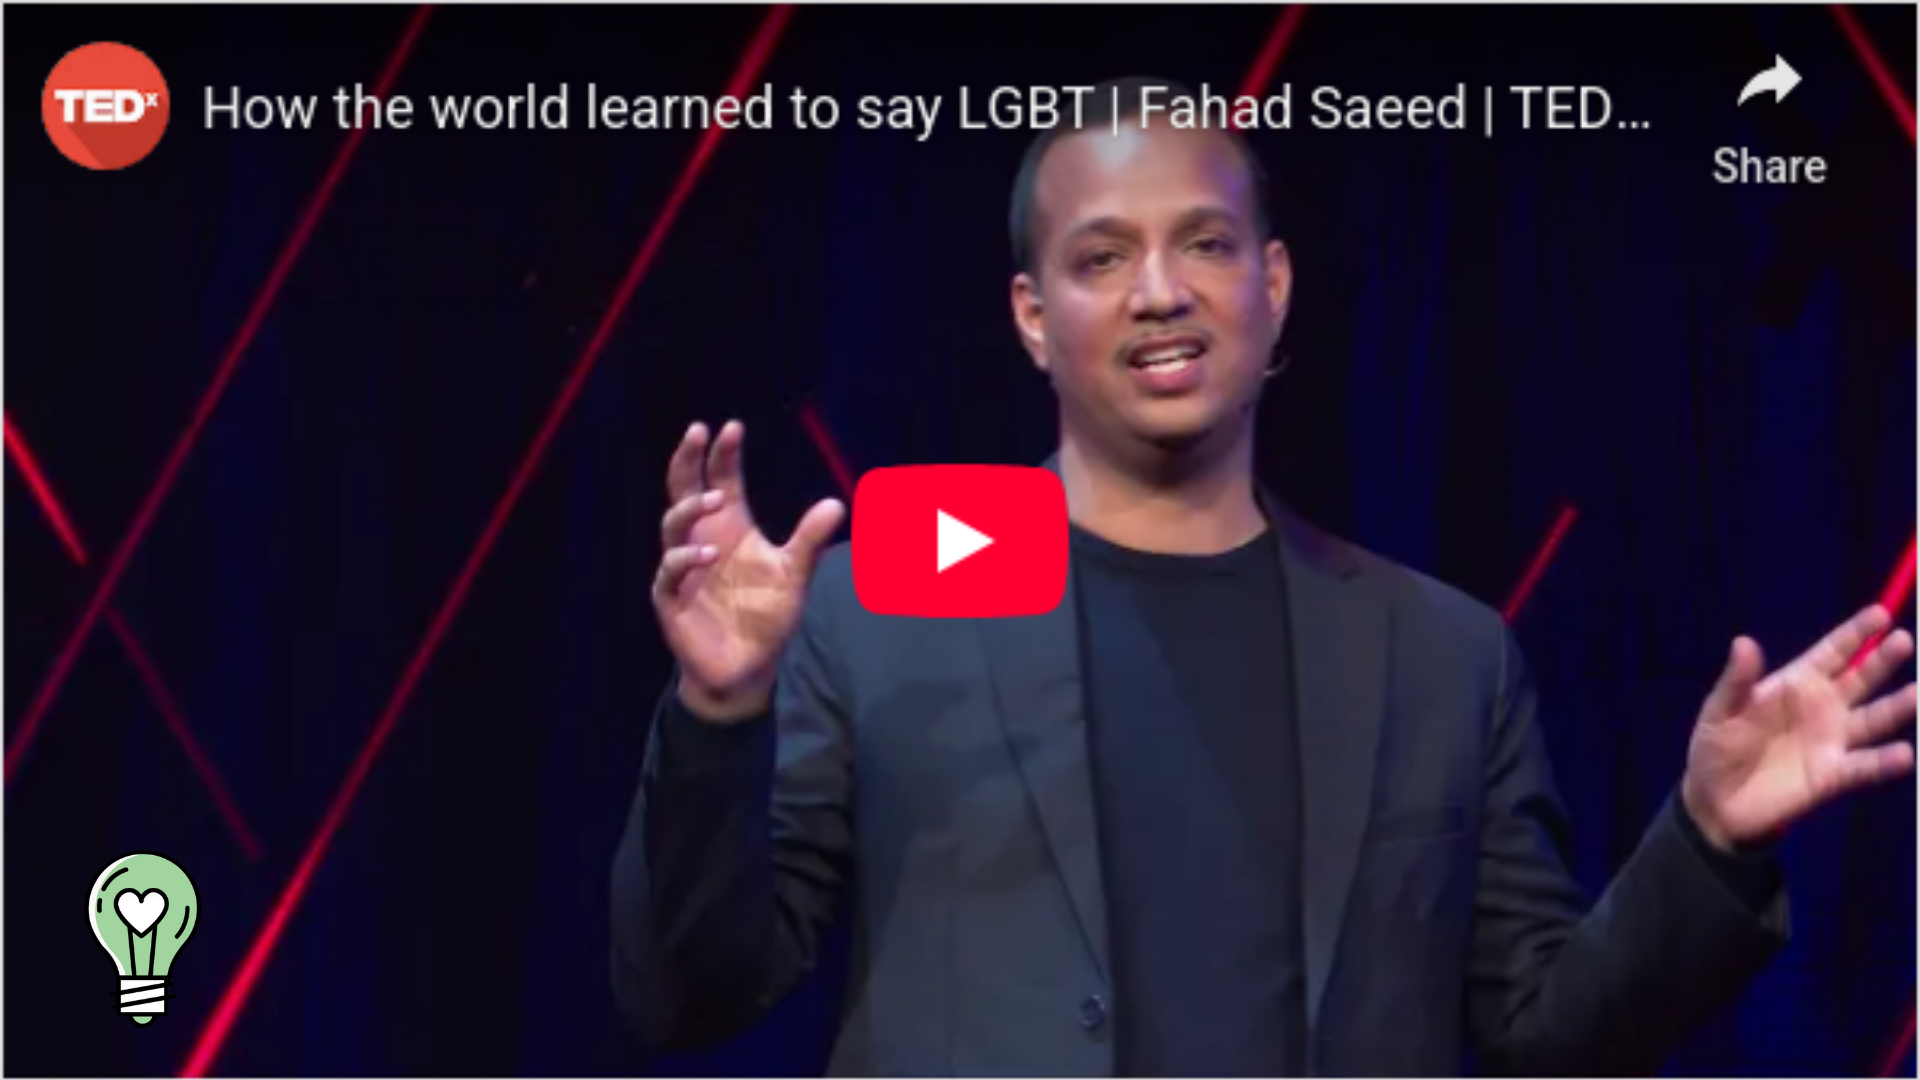 TEDx
How the world learned to say LGBT | Fahad Saeed | TED...
Share